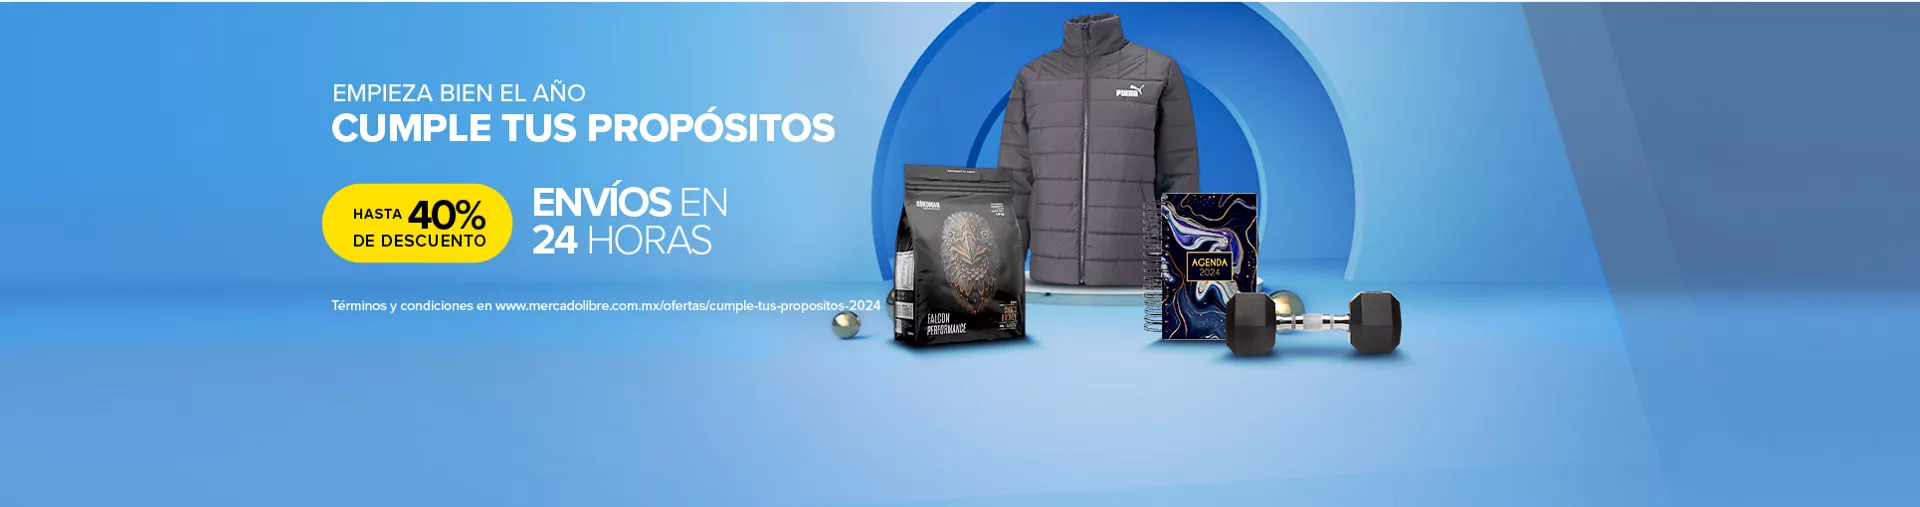 EMPIEZA BIEN EL AÑO
CUMPLE TUS PROPÓSITOS
HASTA 40%
DE DESCUENTO
ENVÍOS EN
24 HORAS
Términos y condiciones en www.mercadolibre.com.mx/ofertas/cumple-tus-propositos-2024
PUMA
BIRDMAN
FALCON
PERFORMANCE
AGENDA
2024